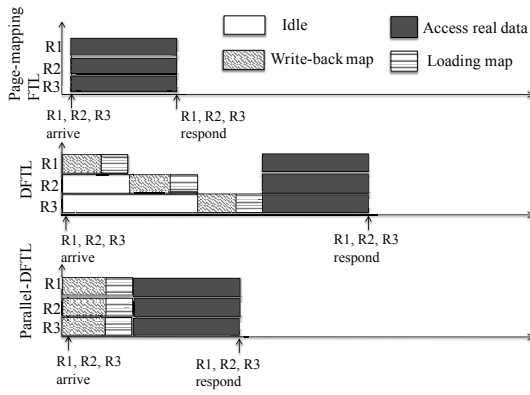 Idle
Access real data
Write-back map
Loading map
Page-mapping
FTL
R1
R2
R3
R1, R2, R3
arrive
R1, R2, R3
respond
DFTL
R1
R2
R3
R1, R2, R3
arrive
R1, R2, R3
respond
Parallel-DFTL
R1
R2
R3
R1, R2, R3
arrive
R1, R2, R3
respond